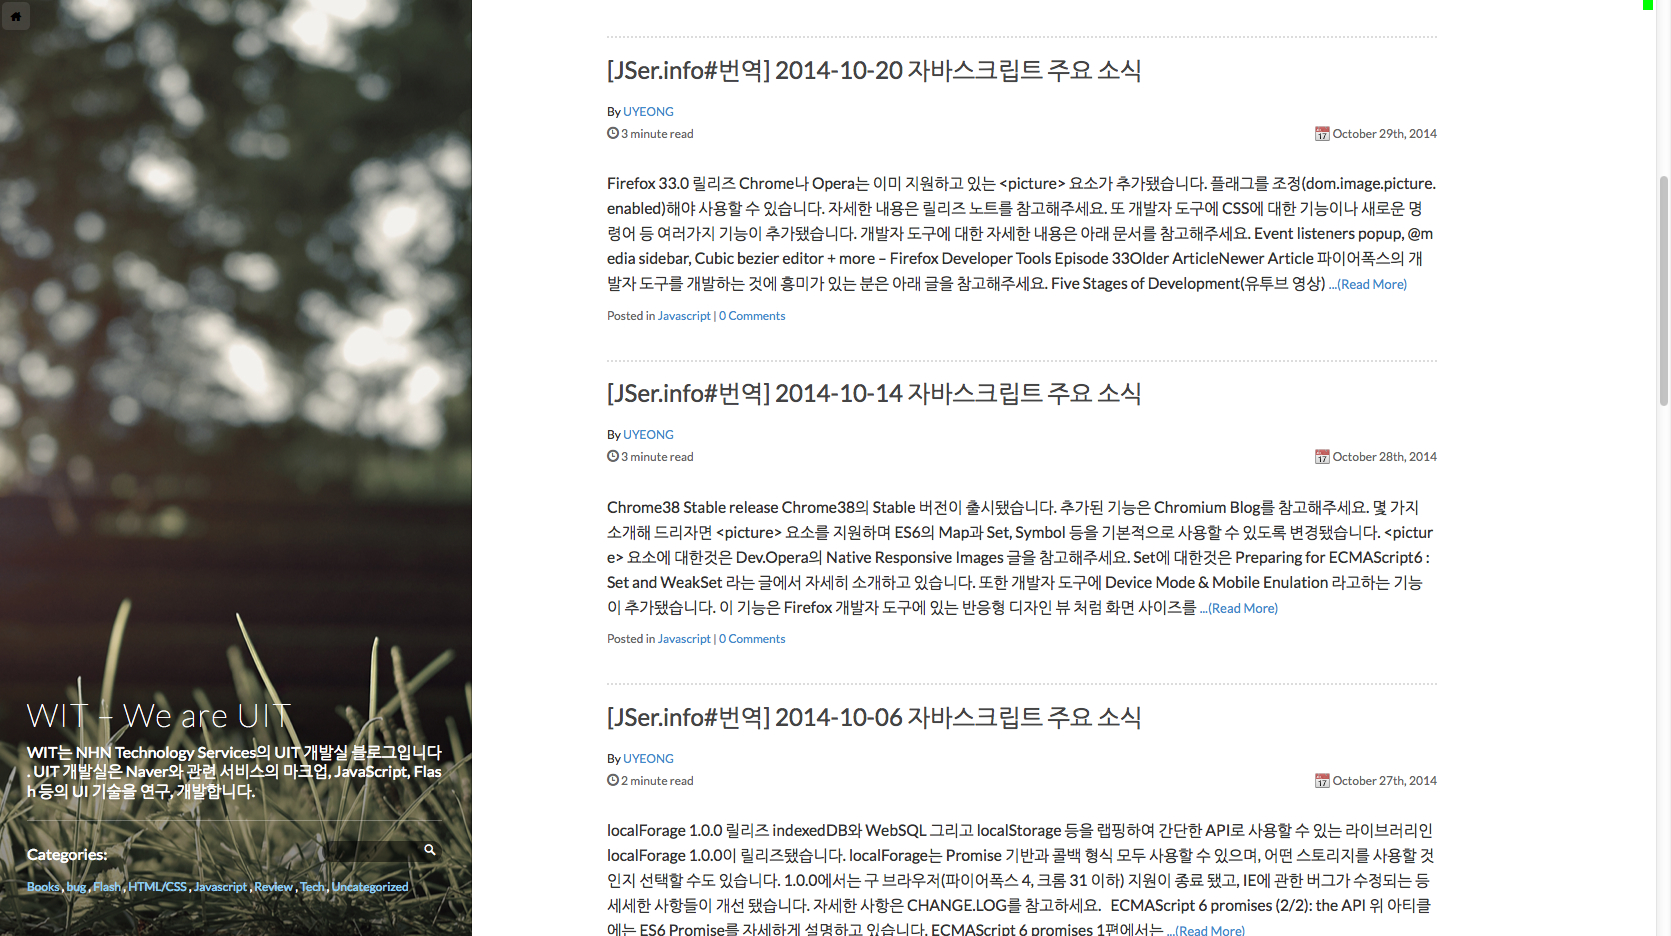 WIT – We are UIT
WIT는 NHN Technology Services의 UIT 개발실 블로그입니다
. UIT 개발실은 Naver와 관련 서비스의 마크업, JavaScript, Flas
h 등의 UI 기술을 연구, 개발합니다.
Categories:
Books , bug , Flash , HTML/CSS , Javascript , Review , Tech , Uncategorized
[JSer.info#번역] 2014-10-20 자바스크립트 주요 소식
By UYEONG
3 minute read
17 October 29th, 2014
Firefox 33.0 릴리즈 Chrome나 Opera는 이미 지원하고 있는 <picture> 요소가 추가됐습니다. 플래그를 조정(dom.image.picture.
enabled)해야 사용할 수 있습니다. 자세한 내용은 릴리즈 노트를 참고해주세요. 또 개발자 도구에 CSS에 대한 기능이나 새로운 명
령어 등 여러가지 기능이 추가됐습니다. 개발자 도구에 대한 자세한 내용은 아래 문서를 참고해주세요. Event listeners popup, @m
edia sidebar, Cubic bezier editor + more – Firefox Developer Tools Episode 33Older ArticleNewer Article 파이어폭스의 개
발자 도구를 개발하는 것에 흥미가 있는 분은 아래 글을 참고해주세요. Five Stages of Development(유투브 영상) ...(Read More)
Posted in Javascript | 0 Comments
[JSer.info#번역] 2014-10-14 자바스크립트 주요 소식
By UYEONG
3 minute read
17 October 28th, 2014
Chrome38 Stable release Chrome38의 Stable 버전이 출시됐습니다. 추가된 기능은 Chromium Blog를 참고해주세요. 몇 가지
소개해 드리자면 <picture> 요소를 지원하며 ES6의 Map과 Set, Symbol 등을 기본적으로 사용할 수 있도록 변경됐습니다. <pictur
e> 요소에 대한것은 Dev.Opera의 Native Responsive Images 글을 참고해주세요. Set에 대한것은 Preparing for ECMAScript6 :
Set and WeakSet 라는 글에서 자세히 소개하고 있습니다. 또한 개발자 도구에 Device Mode & Mobile Enulation 라고하는 기능
이 추가됐습니다. 이 기능은 Firefox 개발자 도구에 있는 반응형 디자인 뷰 처럼 화면 사이즈를 ...(Read More)
Posted in Javascript | 0 Comments
[JSer.info#번역] 2014-10-06 자바스크립트 주요 소식
By UYEONG
2 minute read
17 October 27th, 2014
localForage 1.0.0 릴리즈 indexedDB와 WebSQL 그리고 localStorage 등을 랩핑하여 간단한 API로 사용할 수 있는 라이브러리인
localForage 1.0.0이 릴리즈됐습니다. localForage는 Promise 기반과 콜백 형식 모두 사용할 수 있으며, 어떤 스토리지를 사용할 것
인지 선택할 수도 있습니다. 1.0.0에서는 구 브라우저(파이어폭스 4, 크롬 31 이하) 지원이 종료 됐고, IE에 관한 버그가 수정되는 등
세세한 사항들이 개선 됐습니다. 자세한 사항은 CHANGE.LOG를 참고하세요. ECMAScript 6 promises (2/2): the API 위 아티클
에는 ES6 Promise를 자세하게 설명하고 있습니다. ECMAScript 6 promises 1편에서는 ...(Read More)